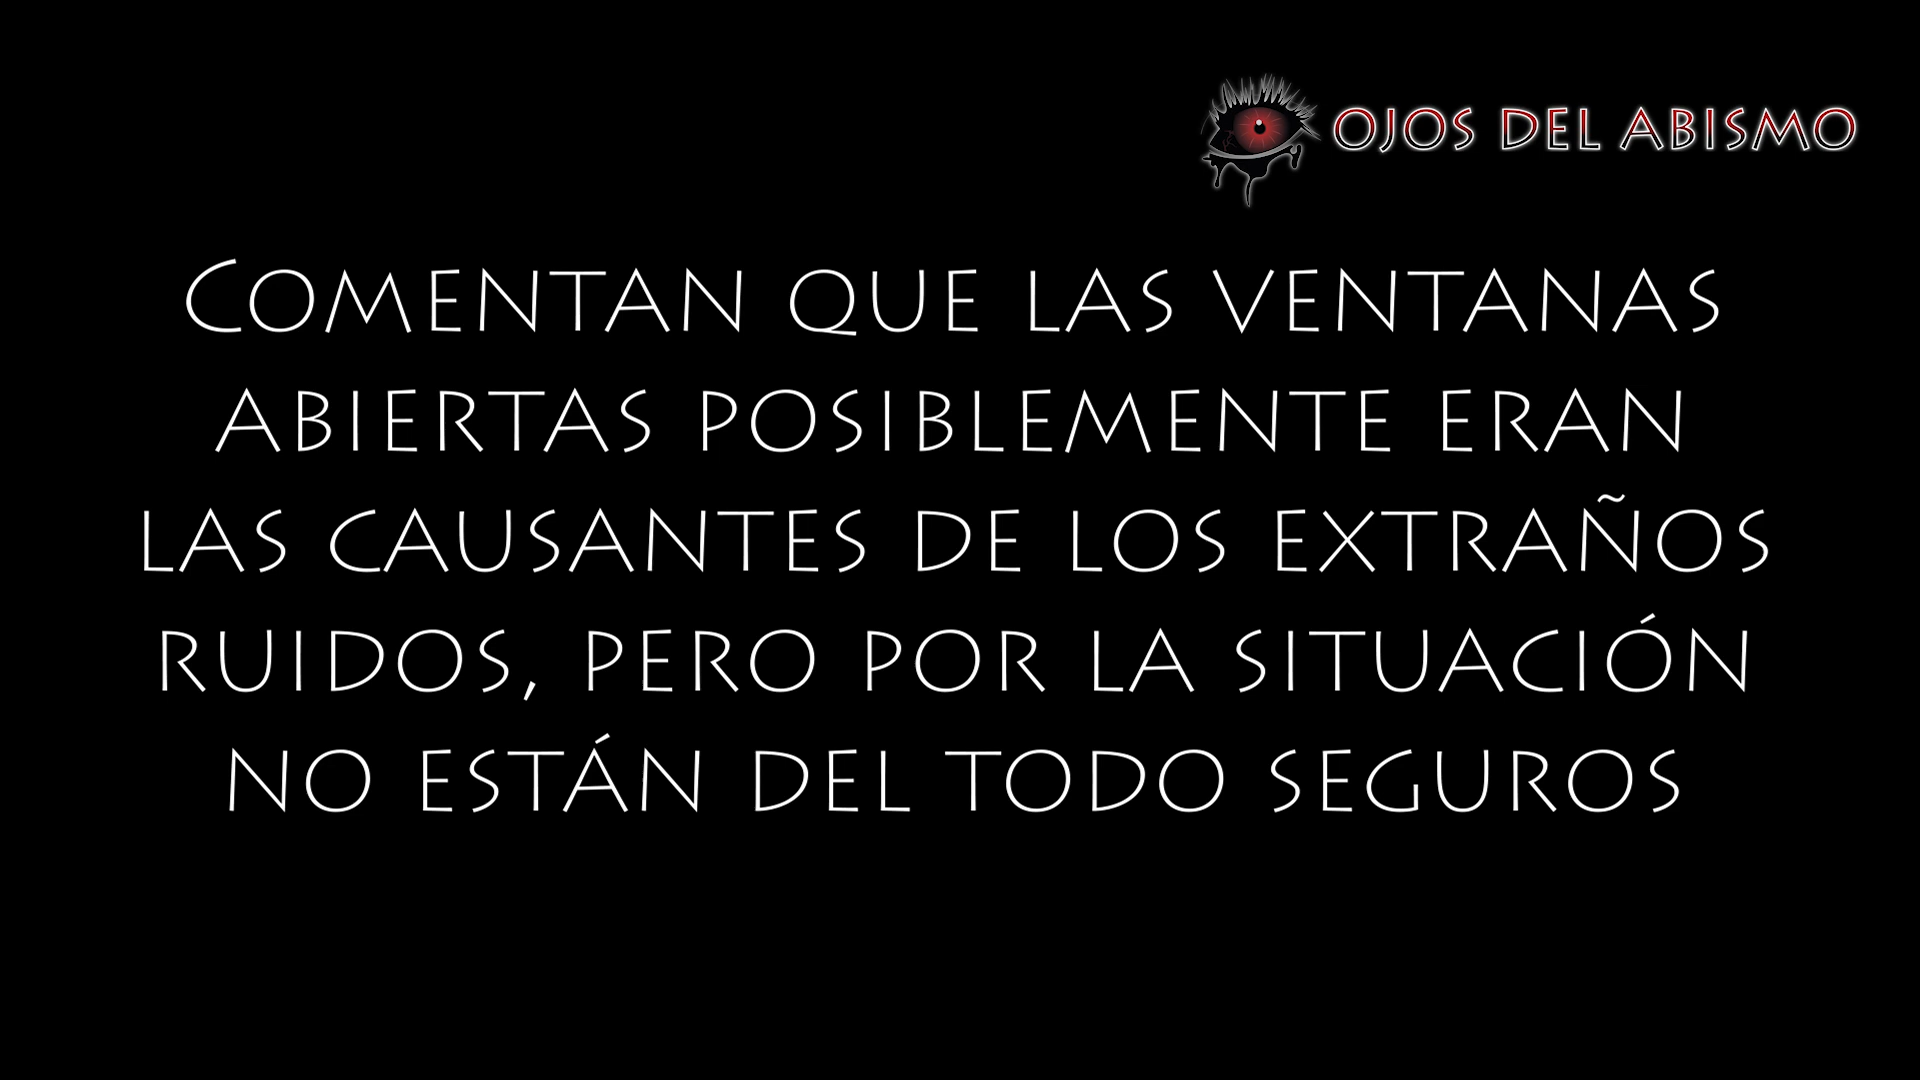 OJOS DEL ABISMO
COMENTAN QUE LAS VENTANAS
ABIERTAS POSIBLEMENTE ERAN
LAS CAUSANTES DE LOS EXTRAÑOS
RUIDOS, PERO POR LA SITUACIÓN
NO ESTÁN DEL TODO SEGUROS